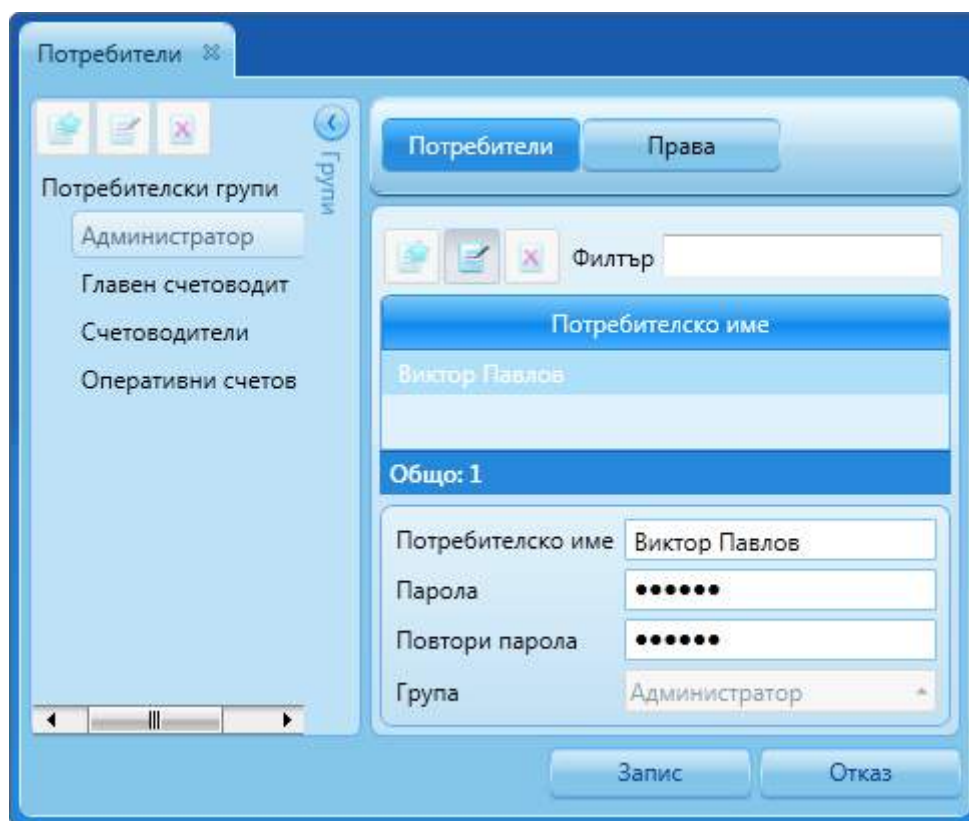 Потребители
Групи
Потребителски групи
Администратор
Главен счетоводит
Счетоводители
Оперативни счетов
Потребители
Права
Филтър
Потребителско име
Виктор Павлов
Общо: 1
Потребителско име Виктор Павлов
Парола ••••••
Повтори парола ••••••
Група Администратор
Запис
Отказ